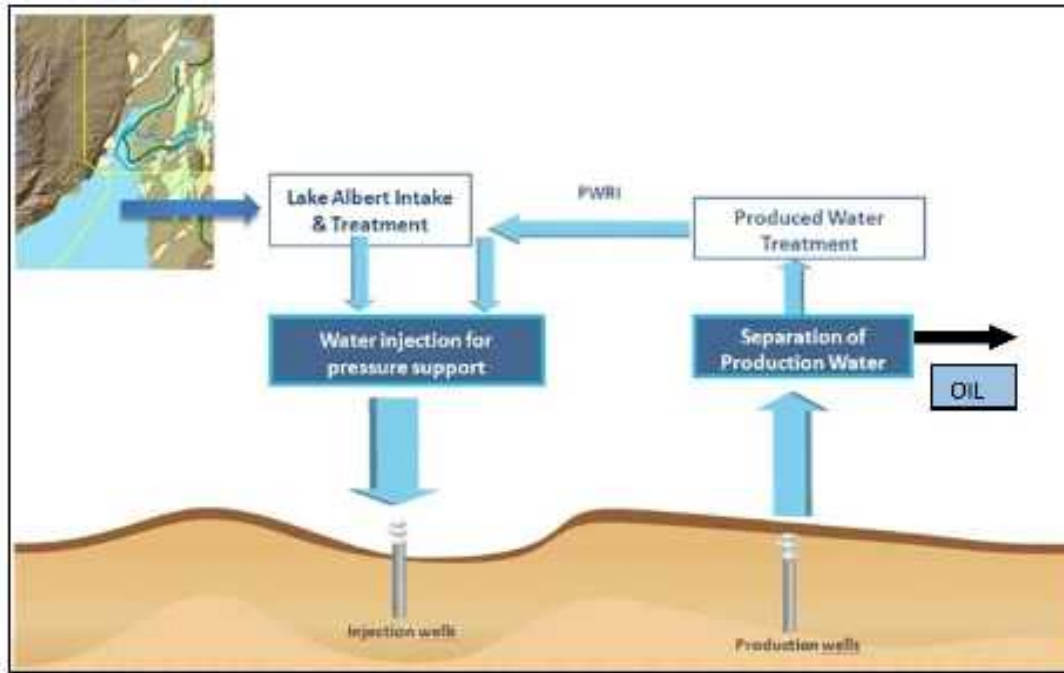 Lake Albert Intake
& Treatment
PWRI
Produced Water
Treatment
Water injection for
pressure support
Separation of
Production Water
OIL
Injection wells
Production wells